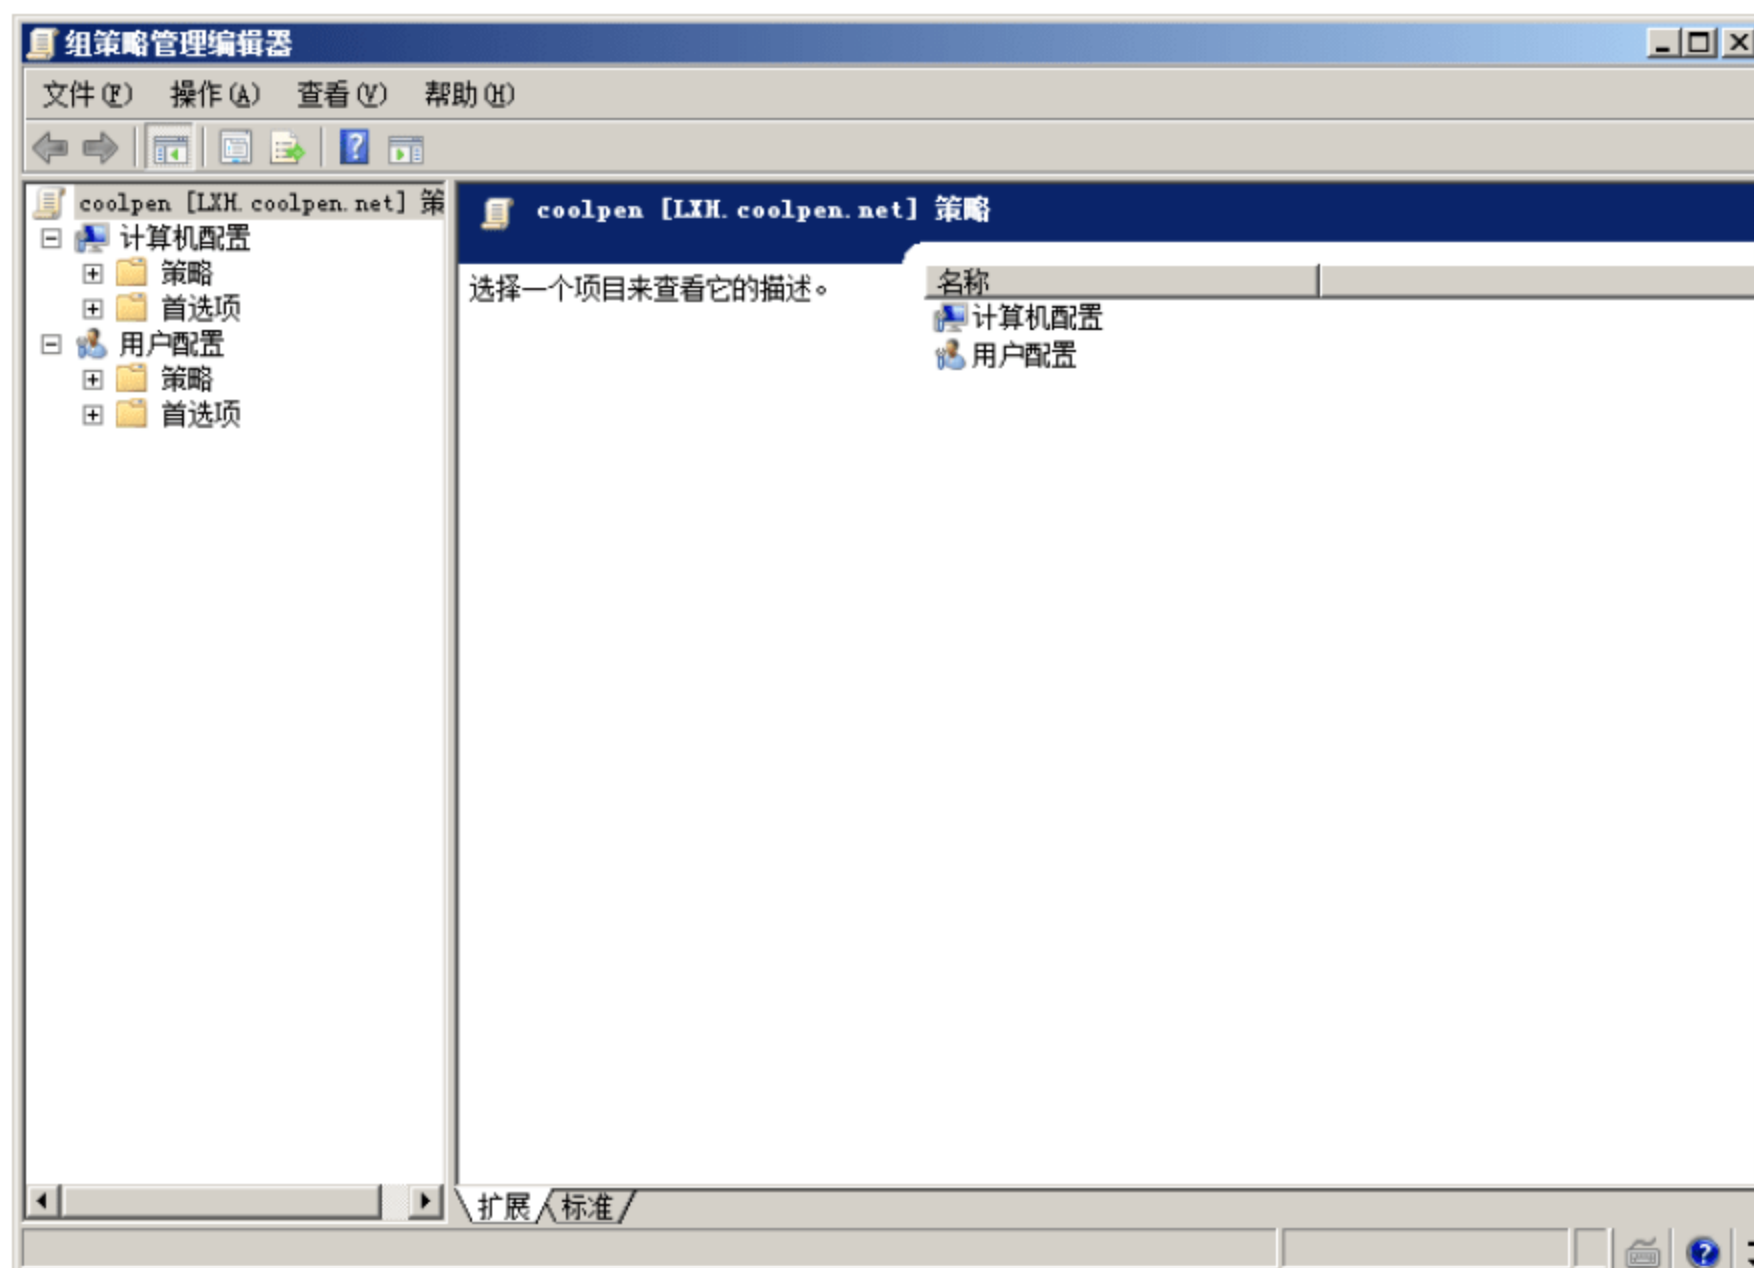 组策略管理编辑器
文件(F) 操作(A) 查看(V) 帮助(H)
coolpen [LXH.coolpen.net] 策
计算机配置
策略
首选项
用户配置
策略
首选项
coolpen [LXH.coolpen.net] 策略
选择一个项目来查看它的描述。
名称
计算机配置
用户配置
扩展 标准